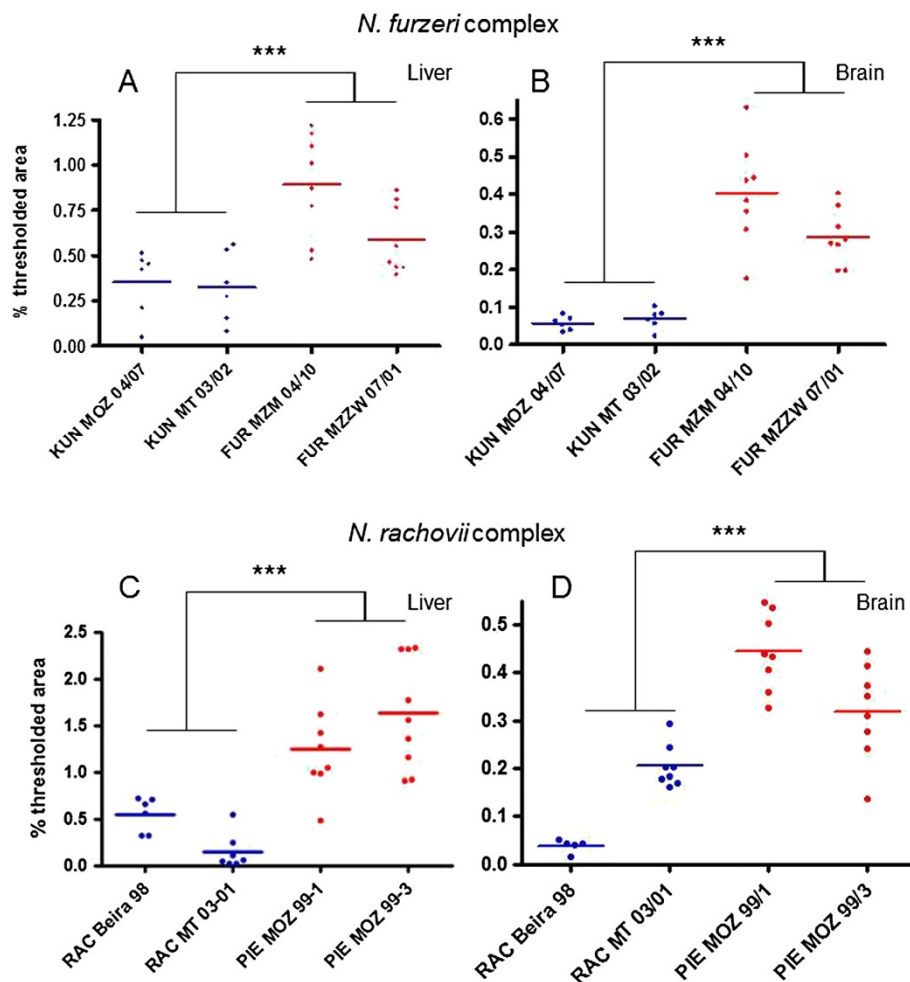 N. furzeri complex
A
***
Liver
% thresholded area
1.25
1.00
0.75
0.50
0.25
0.00
KUN MOZ 04/07
KUN MT 03/02
FUR MZM 04/10
FUR MZZW 07/01
B
***
Brain
0.6
0.5
0.4
0.3
0.2
0.1
0.0
KUN MOZ 04/07
KUN MT 03/02
FUR MZM 04/10
FUR MZZW 07/01
N. rachovii complex
C
***
Liver
% thresholded area
2.5
2.0
1.5
1.0
0.5
0.0
RAC Beira 98
RAC MT 03-01
PIE MOZ 99-1
PIE MOZ 99-3
D
***
Brain
0.5
0.4
0.3
0.2
0.1
0.0
RAC Beira 98
RAC MT 03/01
PIE MOZ 99/1
PIE MOZ 99/3